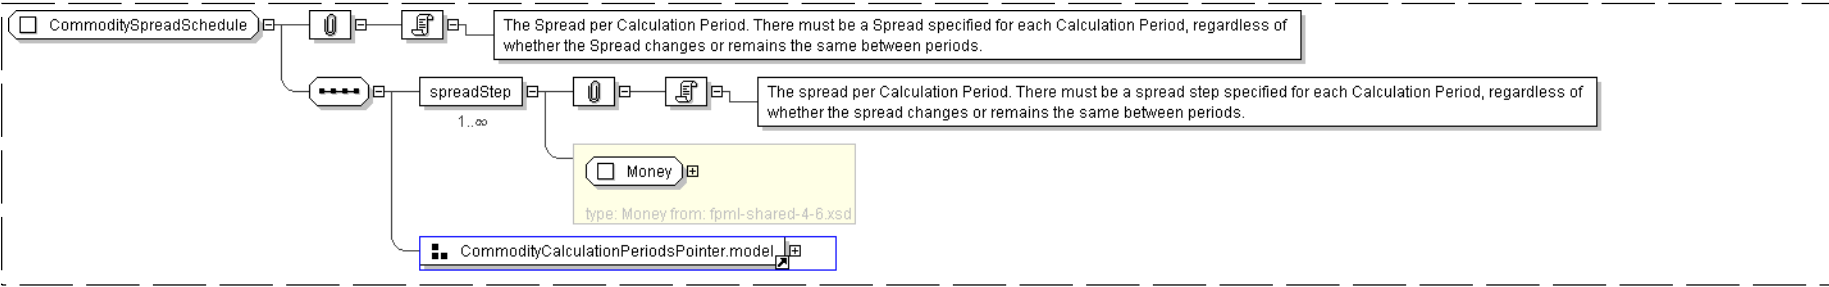 CommoditySpreadSchedule
The Spread per Calculation Period. There must be a Spread specified for each Calculation Period, regardless of
whether the Spread changes or remains the same between periods.
spreadStep
1..∞
The spread per Calculation Period. There must be a spread step specified for each Calculation Period, regardless of
whether the spread changes or remains the same between periods.
Money
type: Money from: fpml-shared-4-6.xsd
CommodityCalculationPeriodsPointer.model